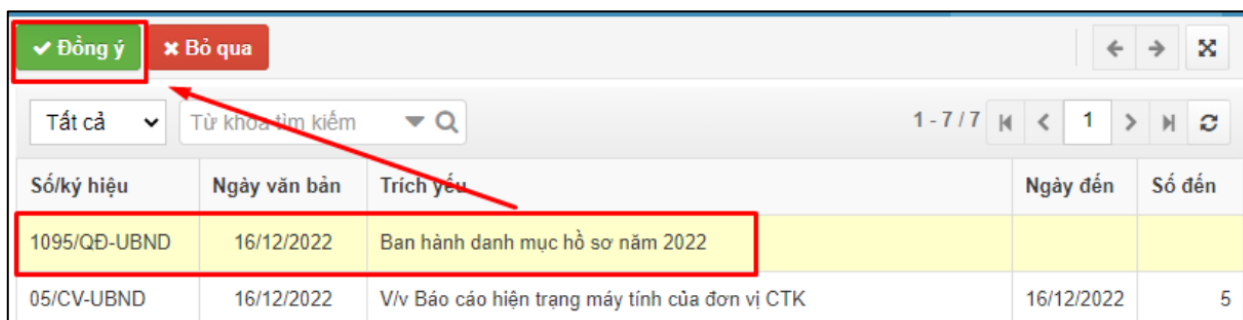 Đồng ý Bỏ qua
Tất cả Từ khóa tìm kiếm 1 - 7 / 7 1
Số/ký hiệu Ngày văn bản Trích yếu Ngày đến Số đến
1095/QĐ-UBND 16/12/2022 Ban hành danh mục hồ sơ năm 2022
05/CV-UBND 16/12/2022 V/v Báo cáo hiện trạng máy tính của đơn vị CTK 16/12/2022 5